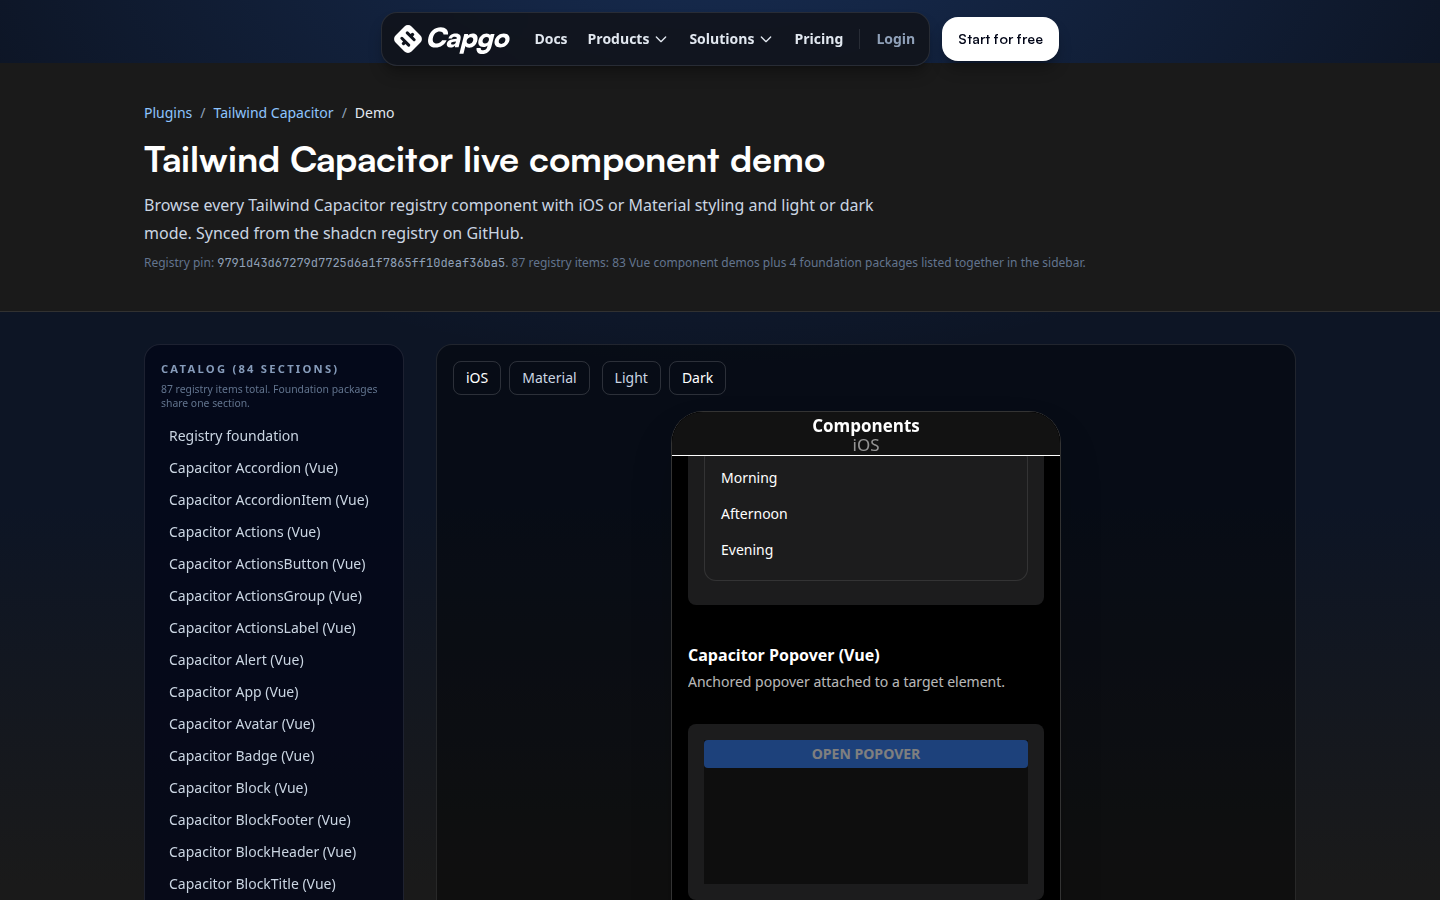 Capgo
Docs
Products
Solutions
Pricing
Login
Start for free
Plugins / Tailwind Capacitor / Demo
Tailwind Capacitor live component demo
Browse every Tailwind Capacitor registry component with iOS or Material styling and light or dark
mode. Synced from the shadcn registry on GitHub.
Registry pin: 9791d43d67279d7725d6a1f7865ff10deaf36ba5. 87 registry items: 83 Vue component demos plus 4 foundation packages listed together in the sidebar.
CATALOG (84 SECTIONS)
87 registry items total. Foundation packages
share one section.
Registry foundation
Capacitor Accordion (Vue)
Capacitor AccordionItem (Vue)
Capacitor Actions (Vue)
Capacitor ActionsButton (Vue)
Capacitor ActionsGroup (Vue)
Capacitor ActionsLabel (Vue)
Capacitor Alert (Vue)
Capacitor App (Vue)
Capacitor Avatar (Vue)
Capacitor Badge (Vue)
Capacitor Block (Vue)
Capacitor BlockFooter (Vue)
Capacitor BlockHeader (Vue)
Capacitor BlockTitle (Vue)
iOS
Material
Light
Dark
Components
iOS
Morning
Afternoon
Evening
Capacitor Popover (Vue)
Anchored popover attached to a target element.
OPEN POPOVER